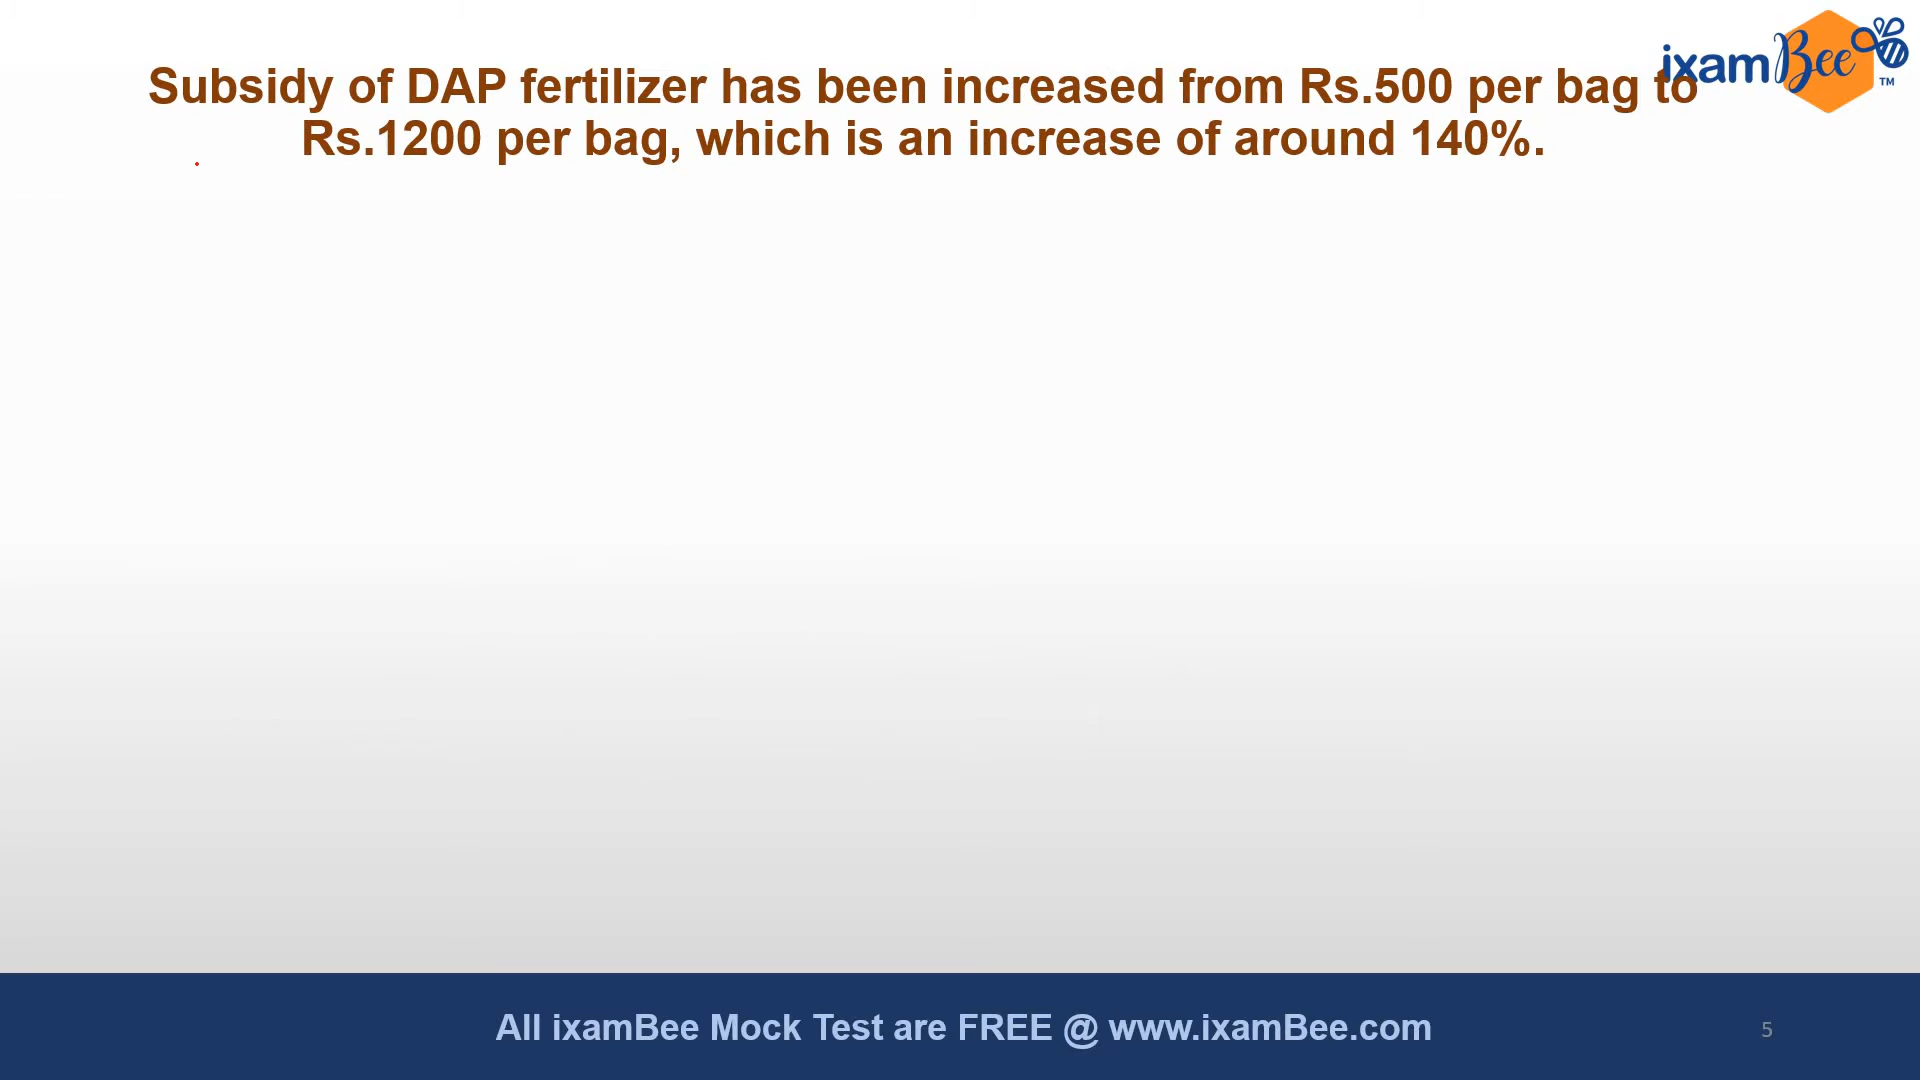 ixamBee
TM
Subsidy of DAP fertilizer has been increased from Rs.500 per bag to
Rs.1200 per bag, which is an increase of around 140%.
All ixamBee Mock Test are FREE @ www.ixamBee.com
5